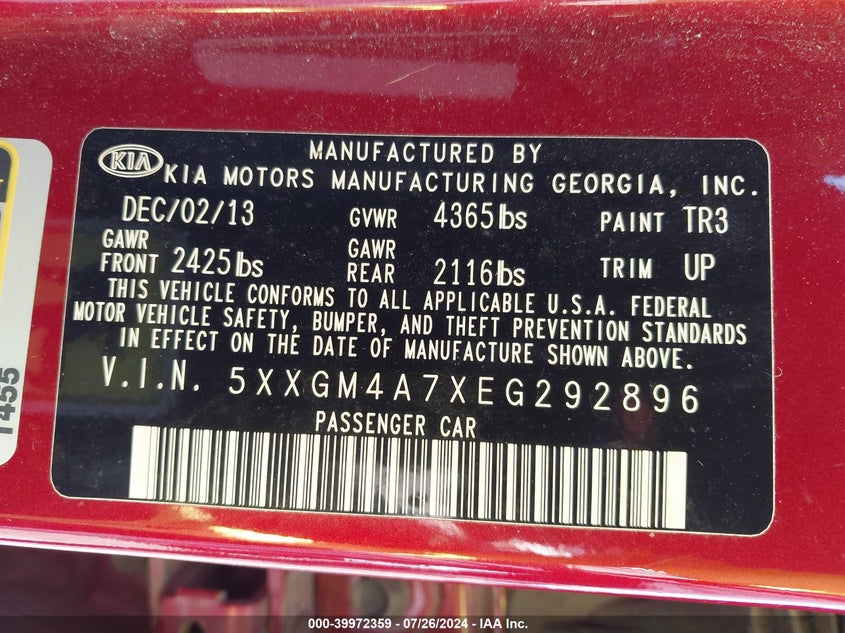 MANUFACTURED BY
KIA KIA MOTORS MANUFACTURING GEORGIA, INC.
DEC/02/13 GVWR 4365lbs PAINT TR3
GAWR FRONT 2425lbs GAWR REAR 2116lbs TRIM UP
THIS VEHICLE CONFORMS TO ALL APPLICABLE U.S.A. FEDERAL
MOTOR VEHICLE SAFETY, BUMPER, AND THEFT PREVENTION STANDARDS
IN EFFECT ON THE DATE OF MANUFACTURE SHOWN ABOVE.
V.I.N. 5XXGM4A7XEG292896
PASSENGER CAR
000-39972359 - 07/26/2024 - IAA Inc.